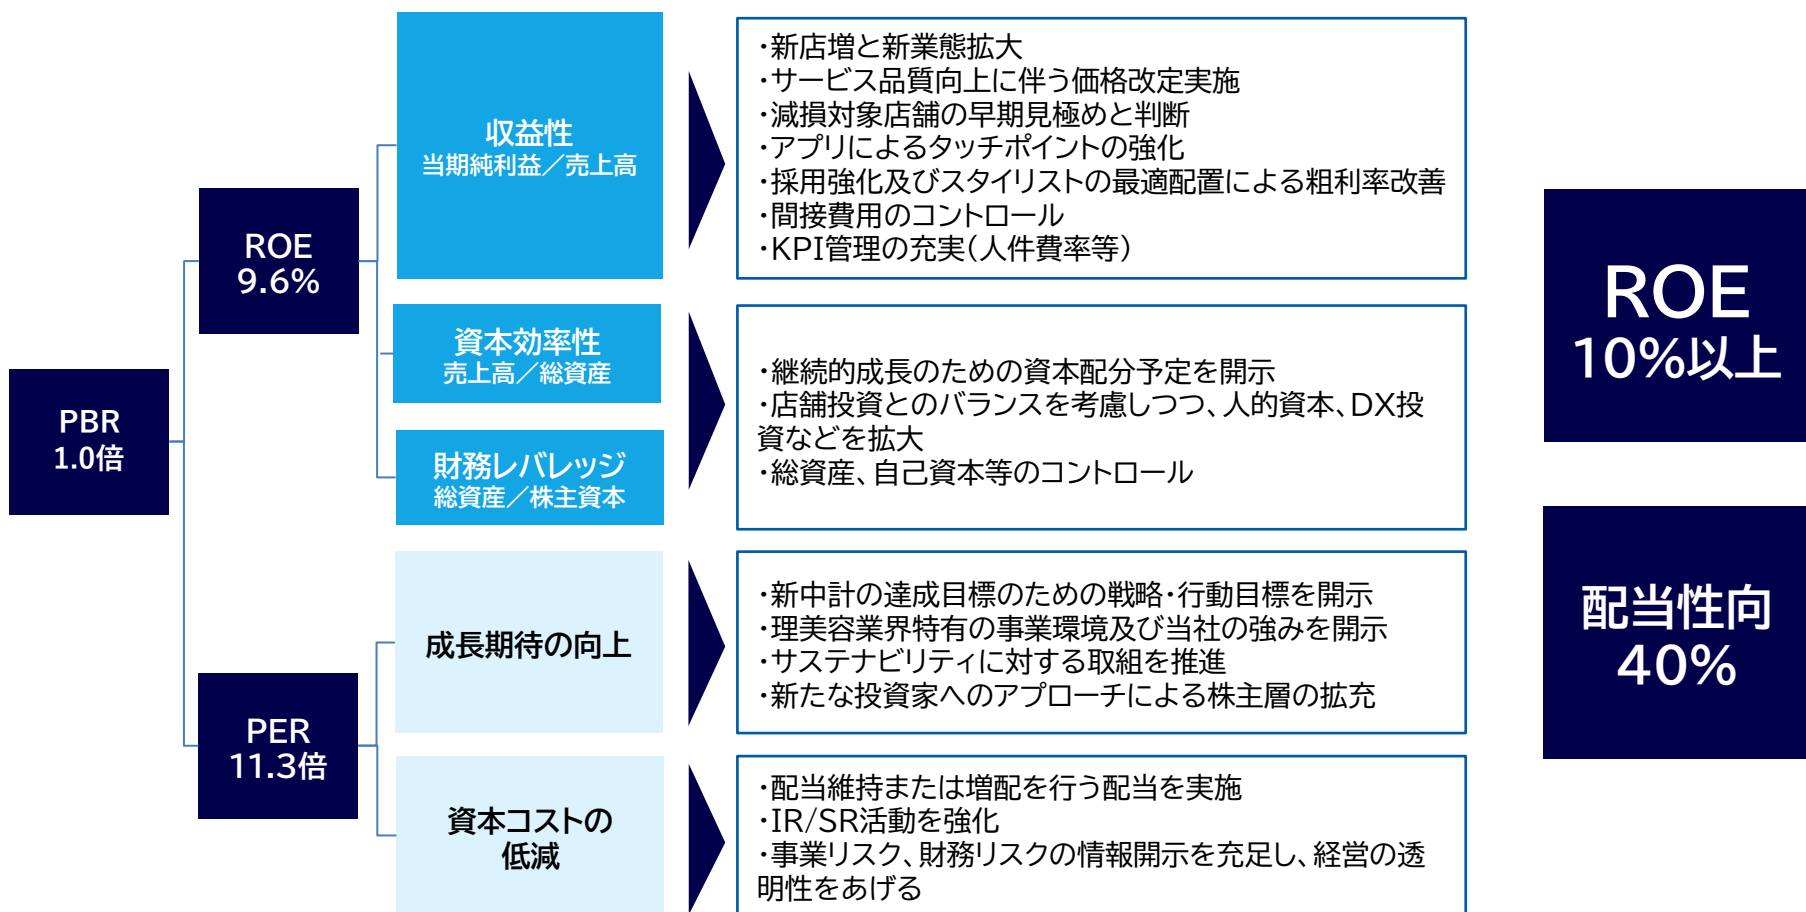 PBR
1.0倍
ROE
9.6%
収益性
当期純利益／売上高
・新店増と新業態拡大
・サービス品質向上に伴う価格改定実施
・減損対象店舗の早期見極めと判断
・アプリによるタッチポイントの強化
・採用強化及びスタイリストの最適配置による粗利率改善
・間接費用のコントロール
・KPI管理の充実（人件費率等）
資本効率性
売上高／総資産
財務レバレッジ
総資産／株主資本
・継続的成長のための資本配分予定を開示
・店舗投資とのバランスを考慮しつつ、人的資本、DX投
資などを拡大
・総資産、自己資本等のコントロール
PER
11.3倍
成長期待の向上
・新中計の達成目標のための戦略・行動目標を開示
・理美容業界特有の事業環境及び当社の強みを開示
・サステナビリティに対する取組を推進
・新たな投資家へのアプローチによる株主層の拡充
資本コストの
低減
・配当維持または増配を行う配当を実施
・IR/SR活動を強化
・事業リスク、財務リスクの情報開示を充足し、経営の透
明性をあげる
ROE
10%以上
配当性向
40%